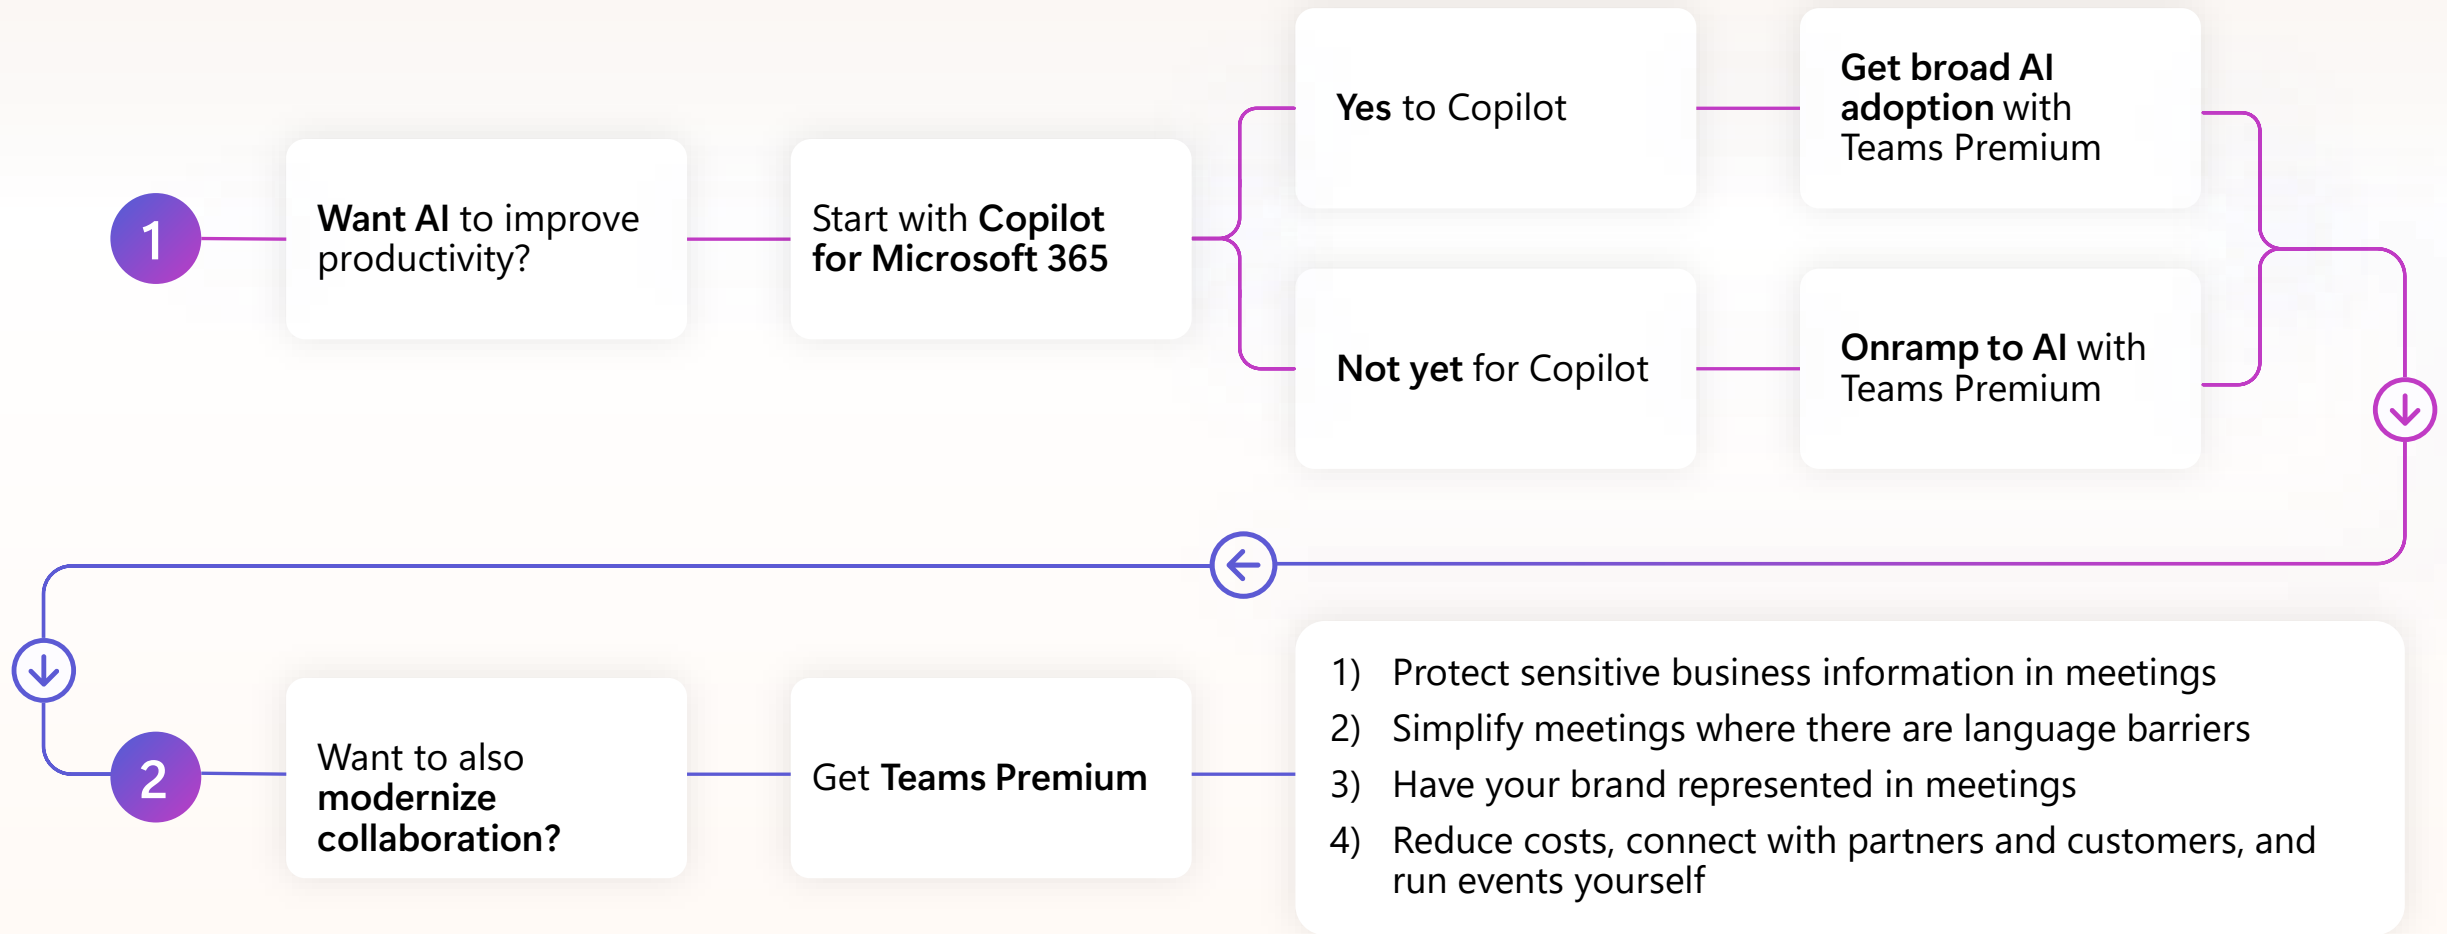 1
Want AI to improve
productivity?
Start with Copilot
for Microsoft 365
Yes to Copilot
Get broad AI
adoption with
Teams Premium
Not yet for Copilot
Onramp to AI with
Teams Premium
2
Want to also
modernize
collaboration?
Get Teams Premium
1) Protect sensitive business information in meetings
2) Simplify meetings where there are language barriers
3) Have your brand represented in meetings
4) Reduce costs, connect with partners and customers, and
run events yourself